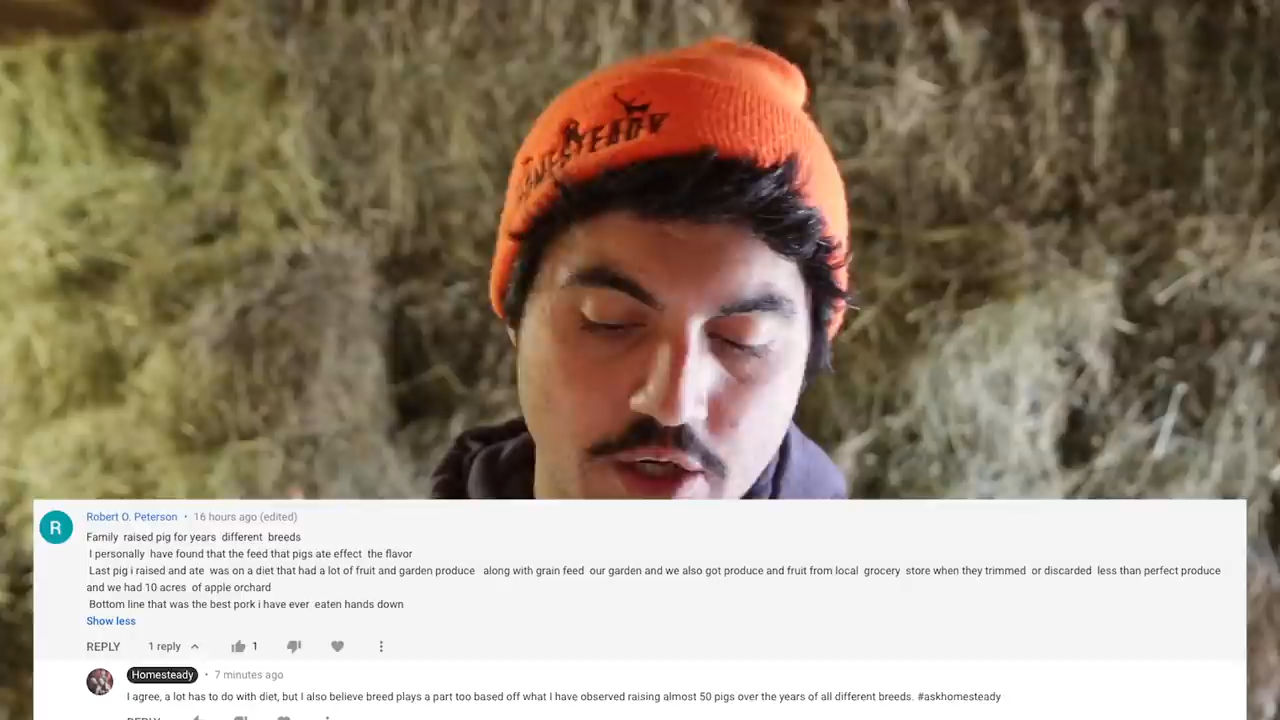 HOMESTEADY
Robert O. Peterson • 16 hours ago (edited)
Family raised pig for years different breeds
I personally have found that the feed that pigs ate effect the flavor
Last pig i raised and ate was on a diet that had a lot of fruit and garden produce along with grain feed our garden and we also got produce and fruit from local grocery store when they trimmed or discarded less than perfect produce
and we had 10 acres of apple orchard
Bottom line that was the best pork i have ever eaten hands down
Show less
REPLY 1 reply 1
R
Homesteady • 7 minutes ago
I agree, a lot has to do with diet, but I also believe breed plays a part too based off what I have observed raising almost 50 pigs over the years of all different breeds. #askhomesteady
REPLY